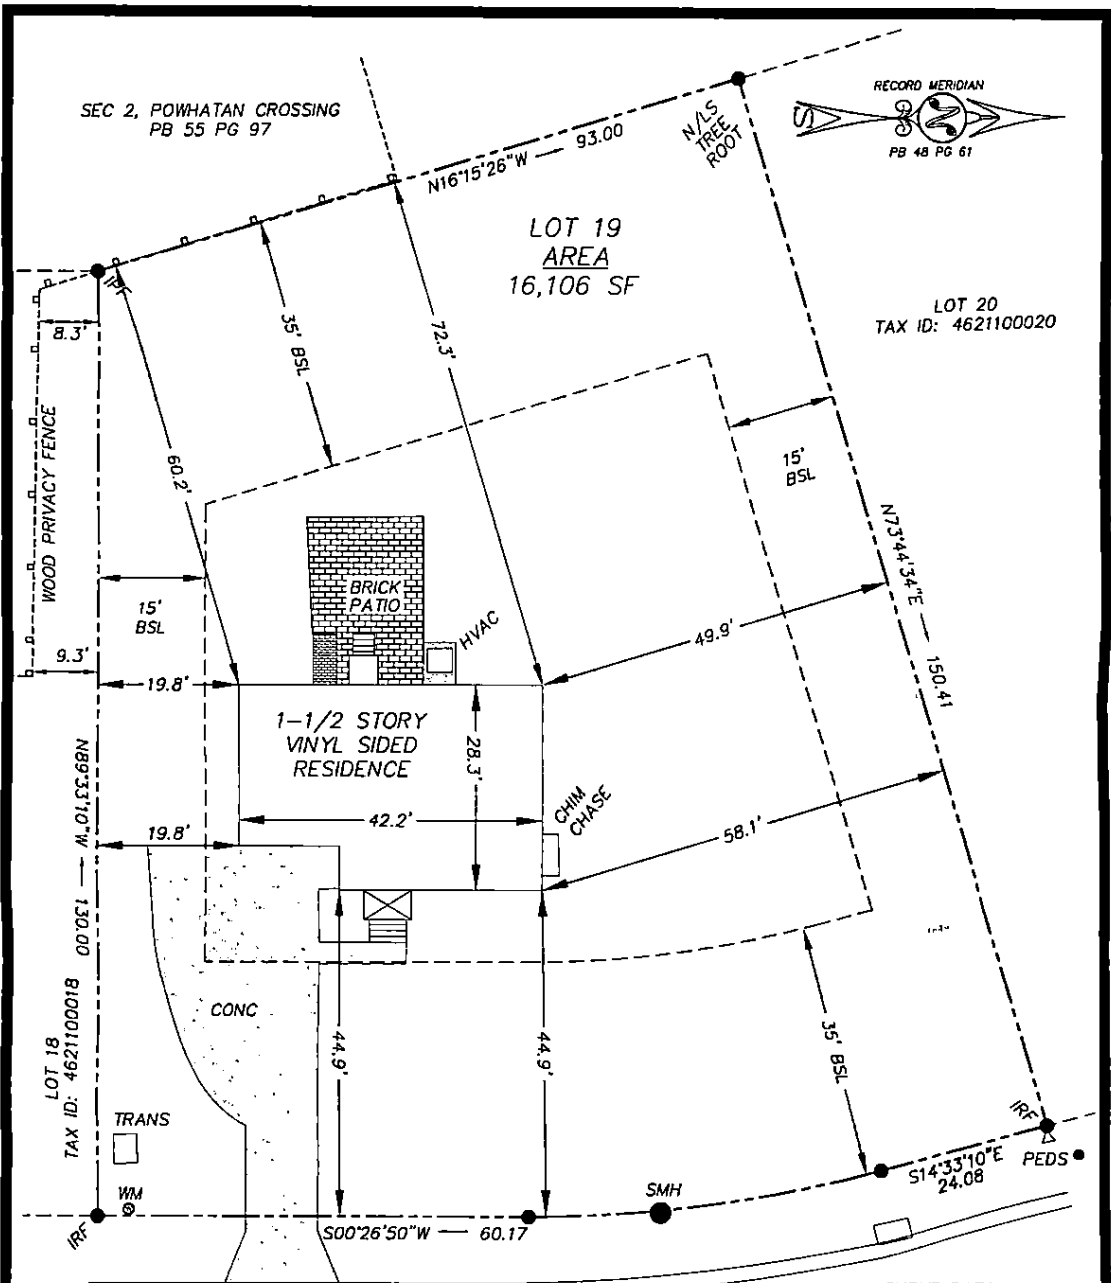 SEC 2, POWHATAN CROSSING
PB 55 PG 97
RECORD MERIDIAN
S
N
PB 48 PG 61
N/LS
TREE
ROOT
N16°15'26"W — 93.00
LOT 19
AREA
16,106 SF
LOT 20
TAX ID: 4621100020
IPF
8.3'
35' BSL
72.3'
WOOD PRIVACY FENCE
60.2'
15'
BSL
N73°44'34"E — 150.41
BRICK
PATIO
HVAC
15'
BSL
49.9'
9.3'
19.8'
1-1/2 STORY
VINYL SIDED
RESIDENCE
28.3'
CHIM
CHASE
42.2'
58.1'
19.8'
N89°33'10"W — 130.00
LOT 18
TAX ID: 4621100018
CONC
44.9'
44.9'
35' BSL
TRANS
WM
IRF
S00°26'50"W — 60.17
SMH
S14°33'10"E
24.08
IRF
PEDS